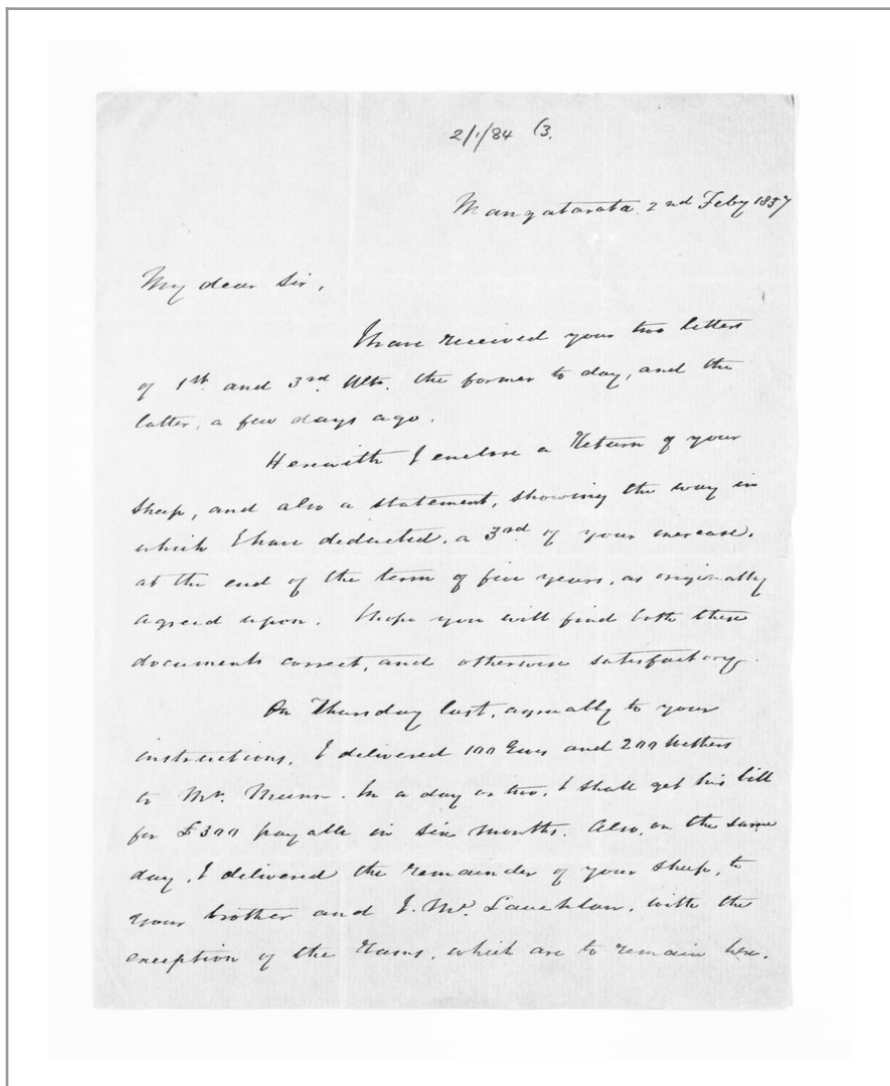 2/1/84 (3.
Mangatarata 2nd Feby 1857
My dear Sir,
I have received your two letters
of 1st. and 3rd. Ulto. the former to day, and the
latter, a few days ago.
Herewith I enclose a Return of your
Sheep, and also a statement, showing the way in
which I have deducted, a 3rd of your increase,
at the end of the term of five years, as originally
agreed upon. I hope you will find both these
documents correct, and otherwise satisfactory.
On Thursday last, agreeably to your
instructions, I delivered 100 Ewes and 200 Wethers
to Mr. Munn. In a day or two, I shall get his bill
for £300 payable in six months. Also, on the same
day, I delivered the remainder of your sheep, to
your brother and J. Mc. Lauchlan, with the
exception of the Rams, which are to remain here.